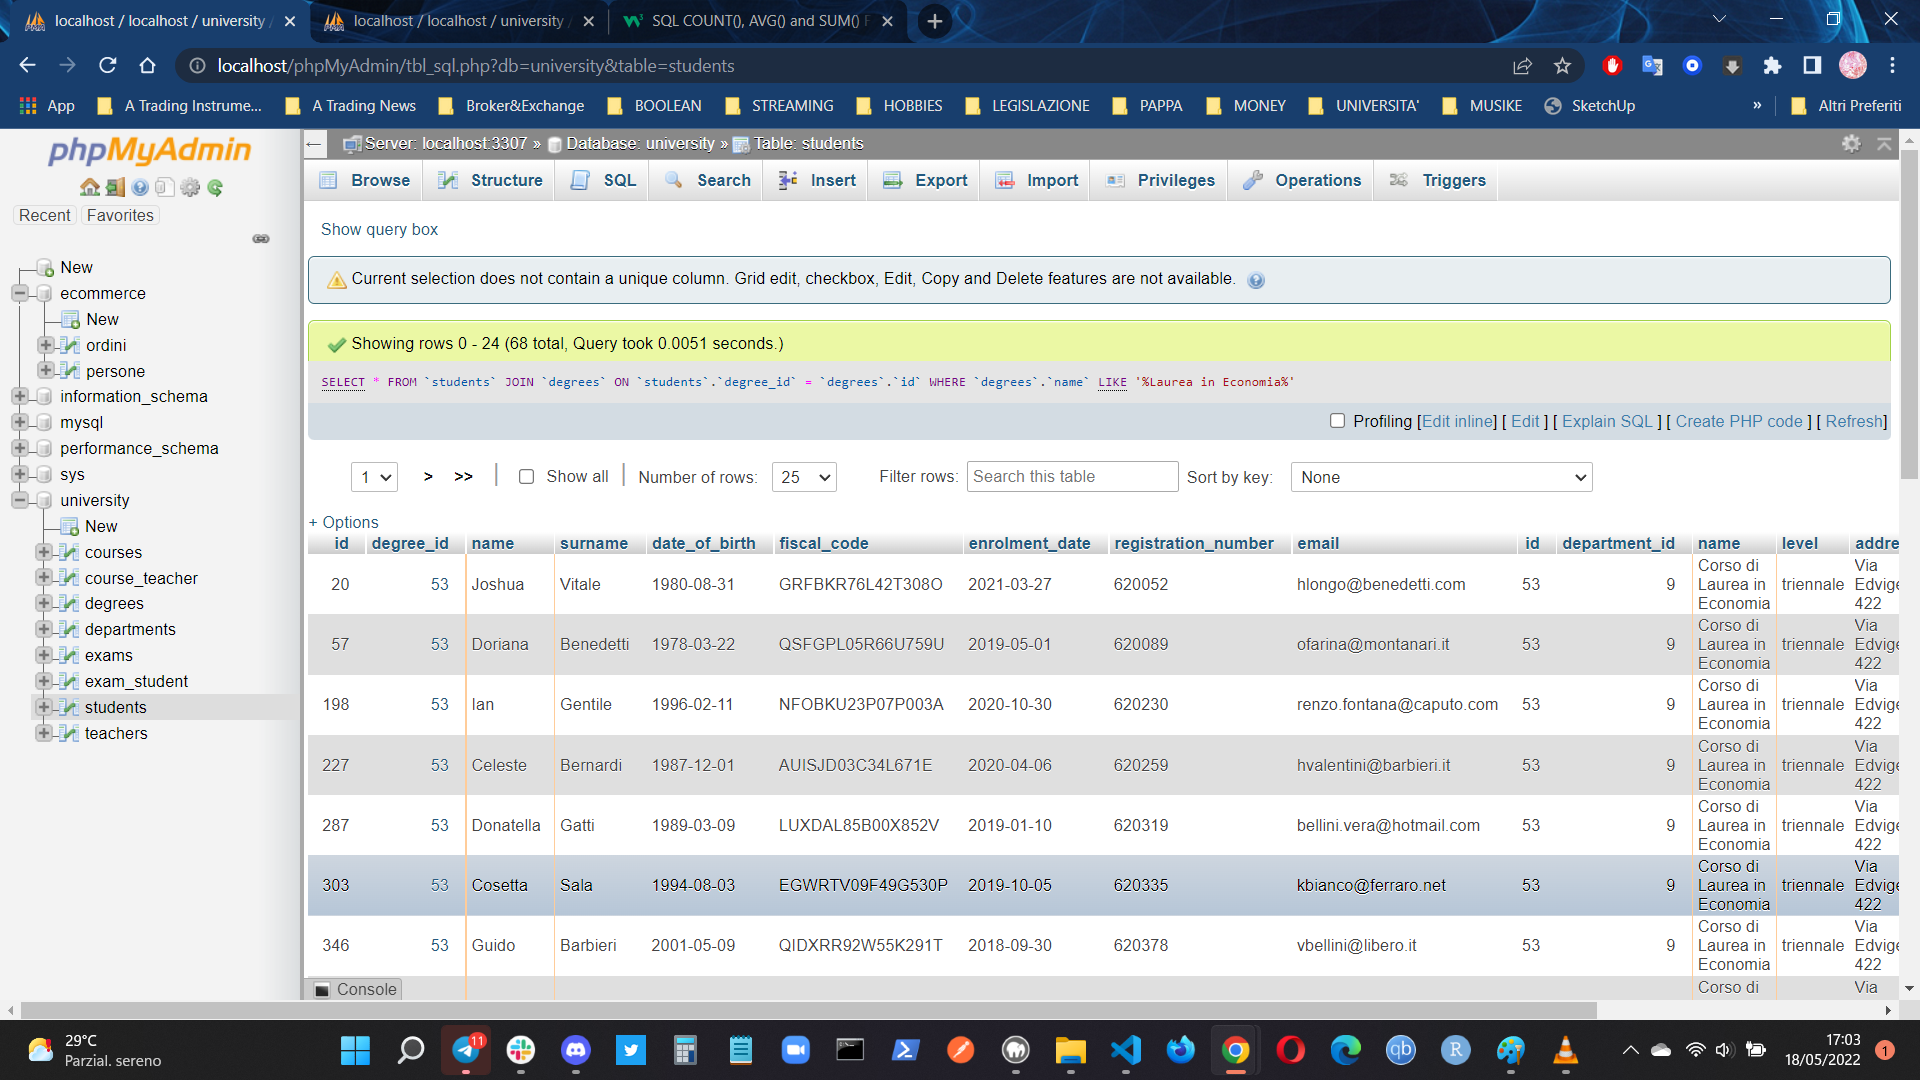 localhost / localhost / university /
localhost / localhost / university /
SQL COUNT(), AVG() and SUM() F
localhost/phpMyAdmin/tbl_sql.php?db=university&table=students
App
A Trading Instrume...
A Trading News
Broker&Exchange
BOOLEAN
STREAMING
HOBBIES
LEGISLAZIONE
PAPPA
MONEY
UNIVERSITA'
MUSIKE
SketchUp
»
Altri Preferiti
phpMyAdmin
Recent
Favorites
New
ecommerce
New
ordini
persone
information_schema
mysql
performance_schema
sys
university
New
courses
course_teacher
degrees
departments
exams
exam_student
students
teachers
Server: localhost:3307 » Database: university » Table: students
Browse
Structure
SQL
Search
Insert
Export
Import
Privileges
Operations
Triggers
Show query box
Current selection does not contain a unique column. Grid edit, checkbox, Edit, Copy and Delete features are not available.
Showing rows 0 - 24 (68 total, Query took 0.0051 seconds.)
SELECT * FROM `students` JOIN `degrees` ON `students`.`degree_id` = `degrees`.`id` WHERE `degrees`.`name` LIKE '%Laurea in Economia%'
Profiling [Edit inline] [ Edit ] [ Explain SQL ] [ Create PHP code ] [ Refresh]
1 > >> | Show all | Number of rows: 25 Filter rows: Search this table Sort by key: None
+ Options
id degree_id name surname date_of_birth fiscal_code enrolment_date registration_number email id department_id name level addre
20 53 Joshua Vitale 1980-08-31 GRFBKR76L42T308O 2021-03-27 620052 hlongo@benedetti.com 53 9 Corso di Laurea in Economia triennale Via Edvige 422
57 53 Doriana Benedetti 1978-03-22 QSFGPL05R66U759U 2019-05-01 620089 ofarina@montanari.it 53 9 Corso di Laurea in Economia triennale Via Edvige 422
198 53 Ian Gentile 1996-02-11 NFOBKU23P07P003A 2020-10-30 620230 renzo.fontana@caputo.com 53 9 Corso di Laurea in Economia triennale Via Edvige 422
227 53 Celeste Bernardi 1987-12-01 AUISJD03C34L671E 2020-04-06 620259 hvalentini@barbieri.it 53 9 Corso di Laurea in Economia triennale Via Edvige 422
287 53 Donatella Gatti 1989-03-09 LUXDAL85B00X852V 2019-01-10 620319 bellini.vera@hotmail.com 53 9 Corso di Laurea in Economia triennale Via Edvige 422
303 53 Cosetta Sala 1994-08-03 EGWRTV09F49G530P 2019-10-05 620335 kbianco@ferraro.net 53 9 Corso di Laurea in Economia triennale Via Edvige 422
346 53 Guido Barbieri 2001-05-09 QIDXRR92W55K291T 2018-09-30 620378 vbellini@libero.it 53 9 Corso di Laurea in Economia triennale Via Edvige 422
Corso di Via
Console
29°C
Parzial. sereno
11
qb
R
17:03
18/05/2022
1